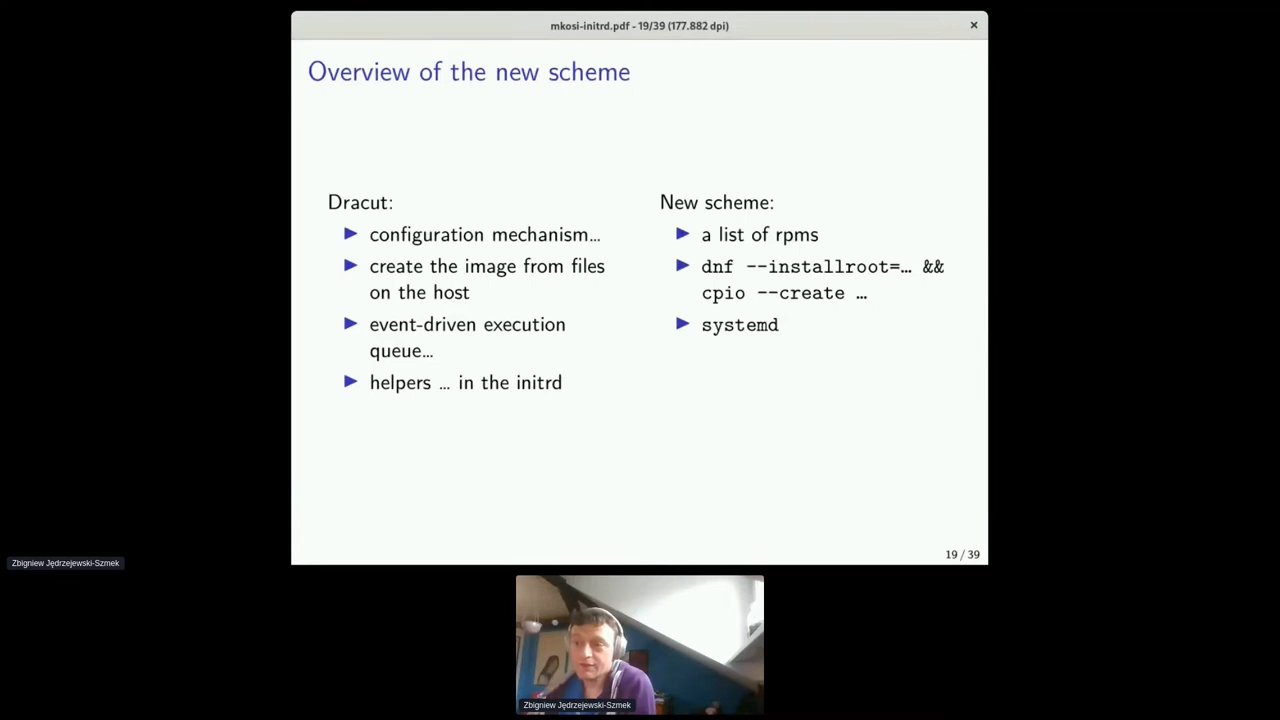 mkosi-initrd.pdf - 19/39 (177.882 dpi)
×
Overview of the new scheme
Dracut:
▶ configuration mechanism…
▶ create the image from files
on the host
▶ event-driven execution
queue…
▶ helpers … in the initrd
New scheme:
▶ a list of rpms
▶ dnf --installroot=… &&
cpio --create …
▶ systemd
19 / 39
Zbigniew Jędrzejewski-Szmek
Zbigniew Jędrzejewski-Szmek